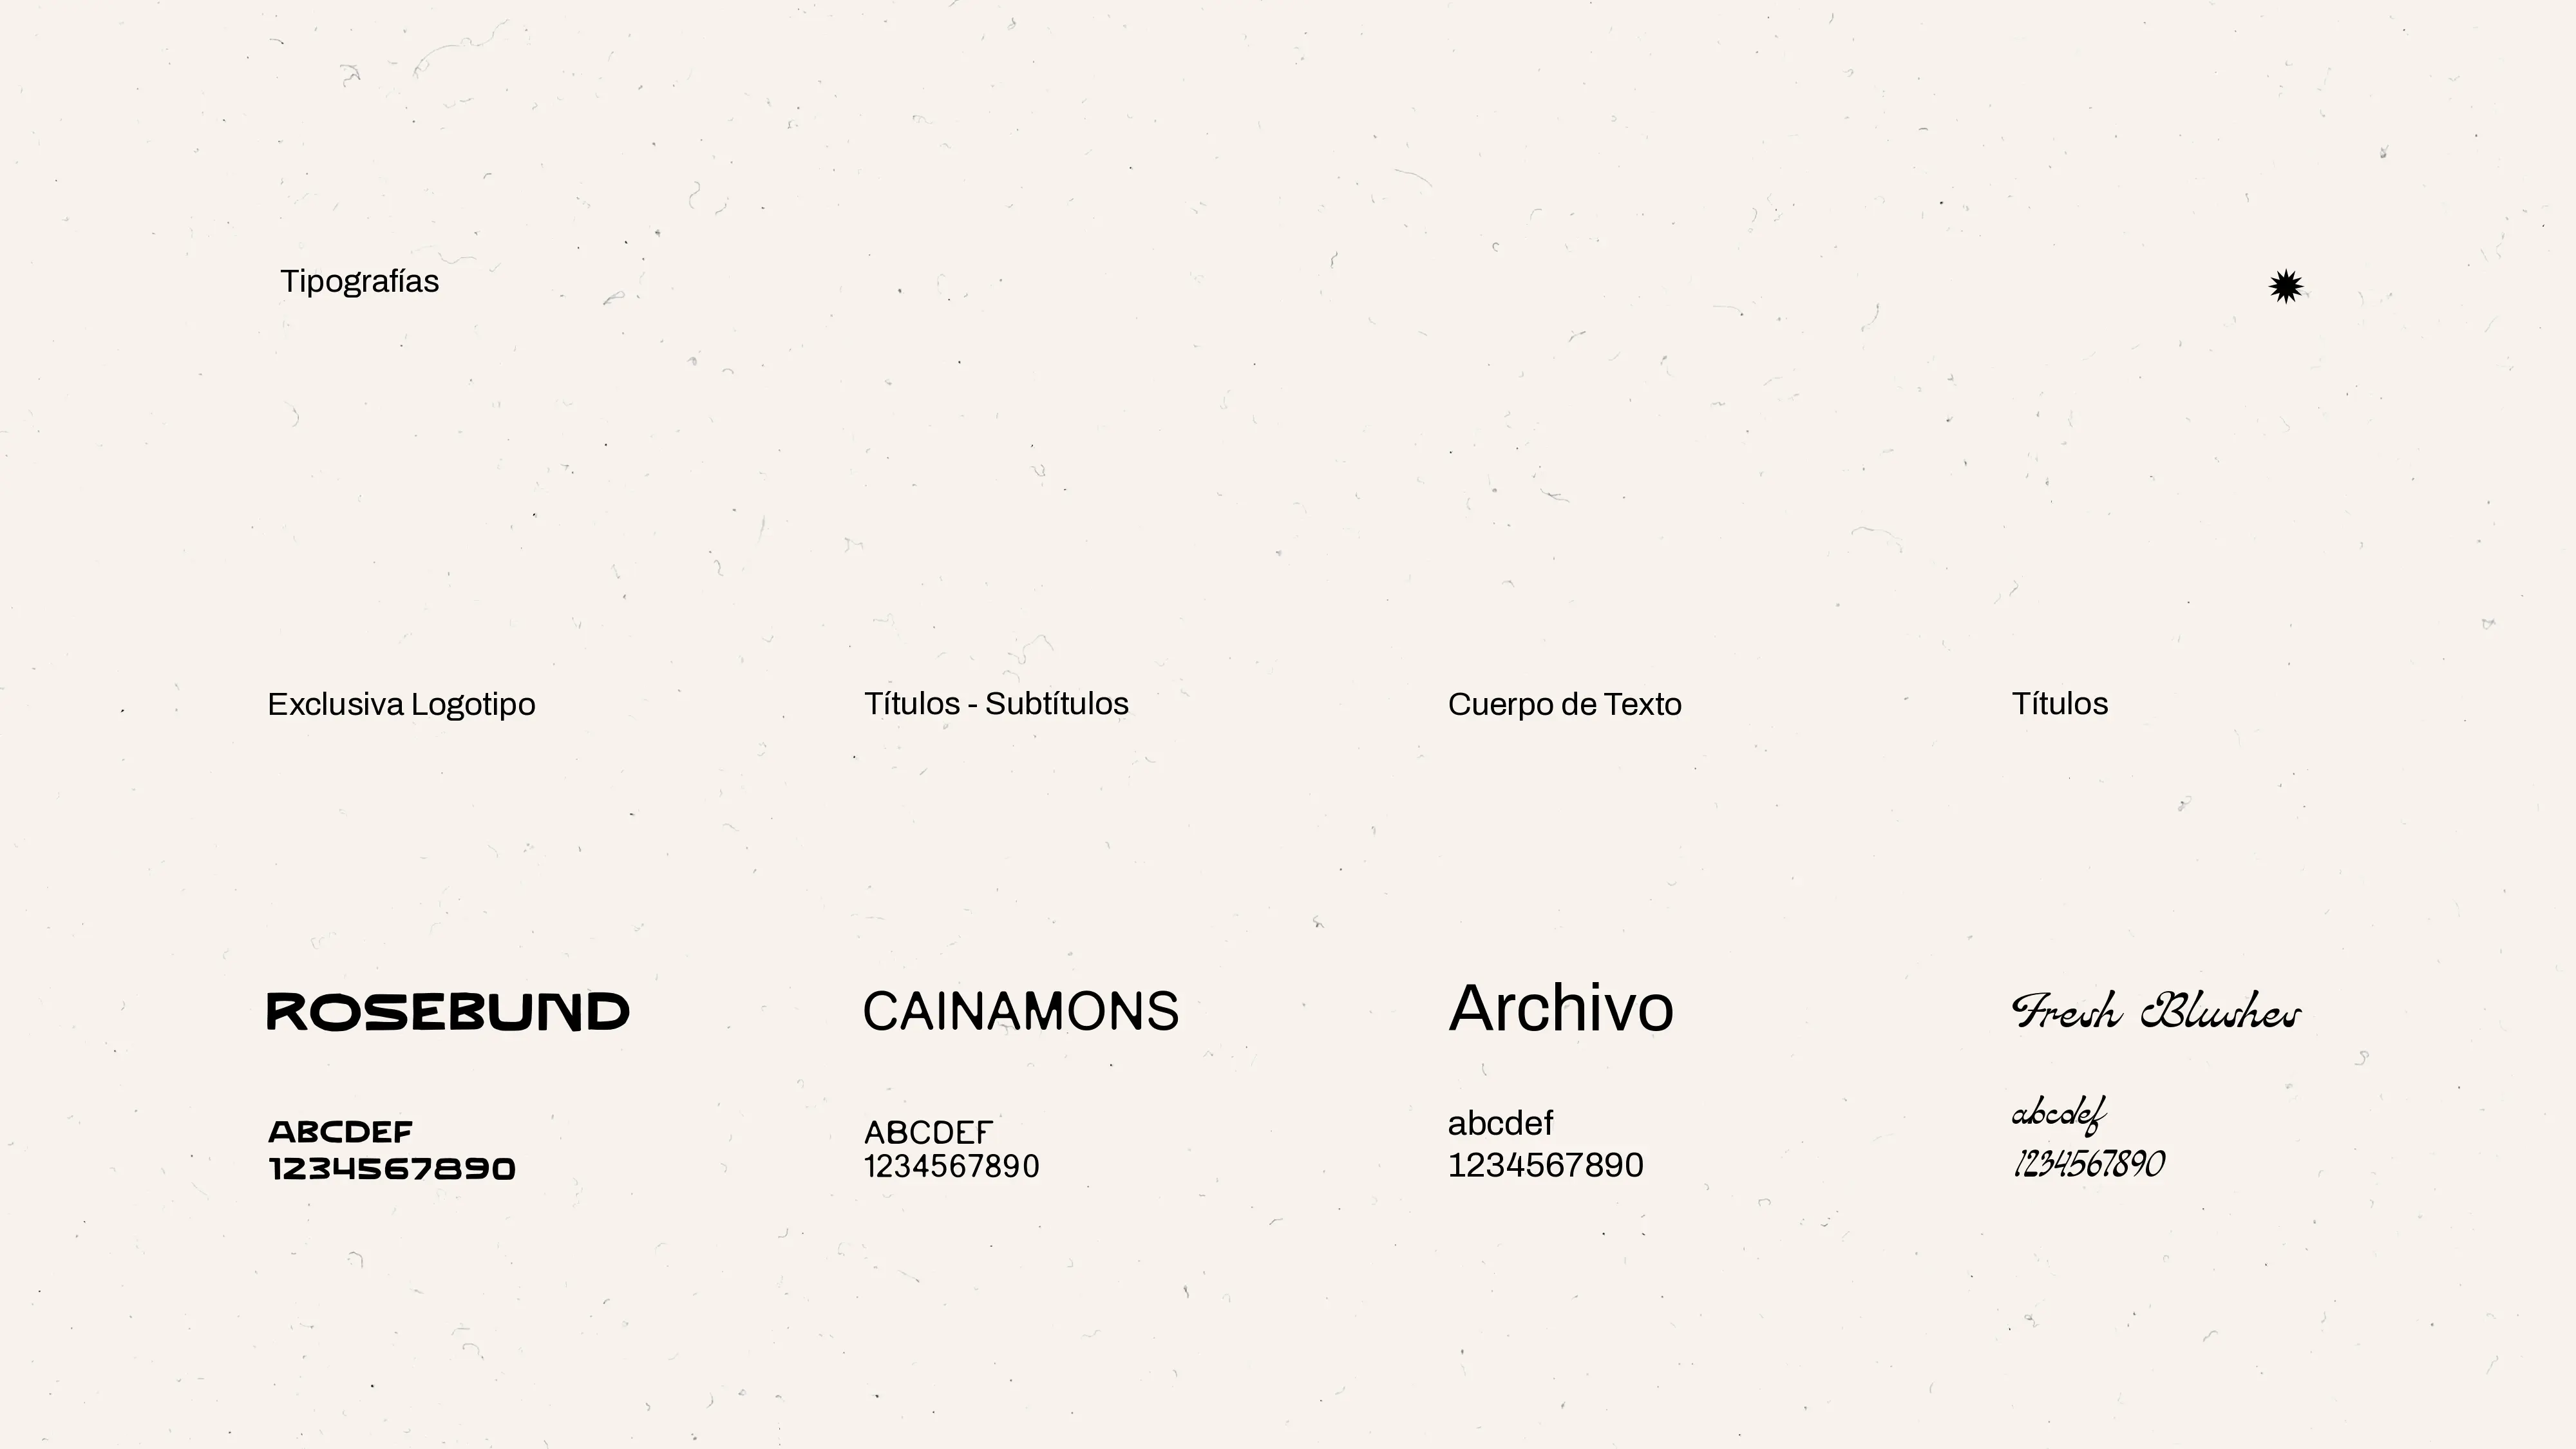 Tipografías
Exclusiva Logotipo
Títulos - Subtítulos
Cuerpo de Texto
Títulos
ROSEBUND
CAINAMONS
Archivo
Fresh Blushes
ABCDEF
1234567890
ABCDEF
1234567890
abcdef
1234567890
abcdef
1234567890